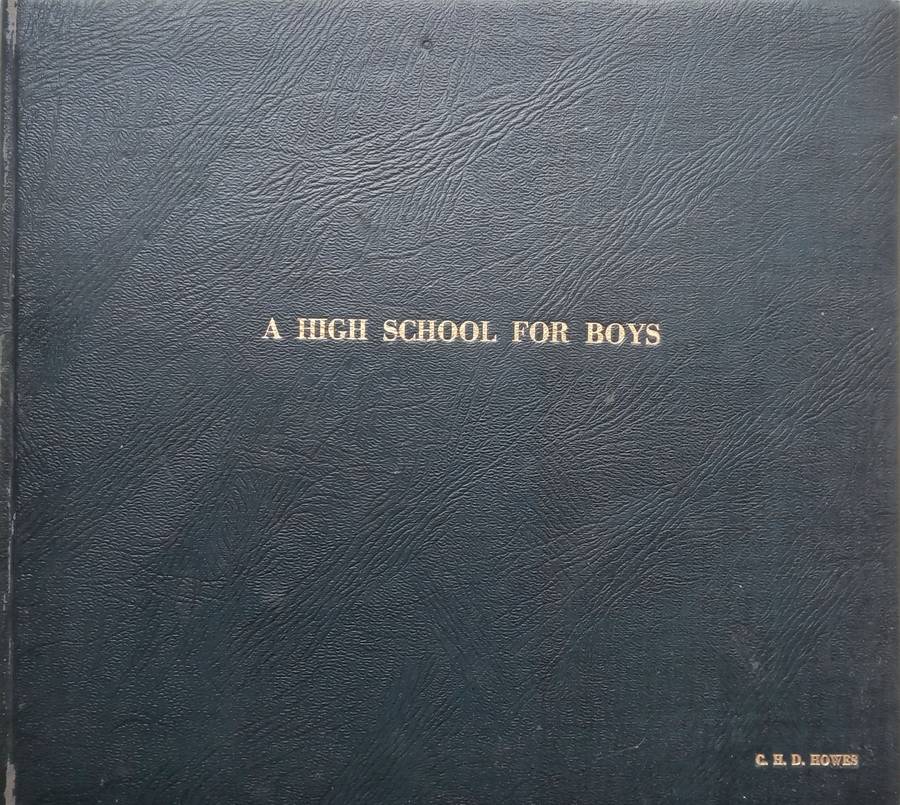 A HIGH SCHOOL FOR BOYS
C. H. D. HOWES